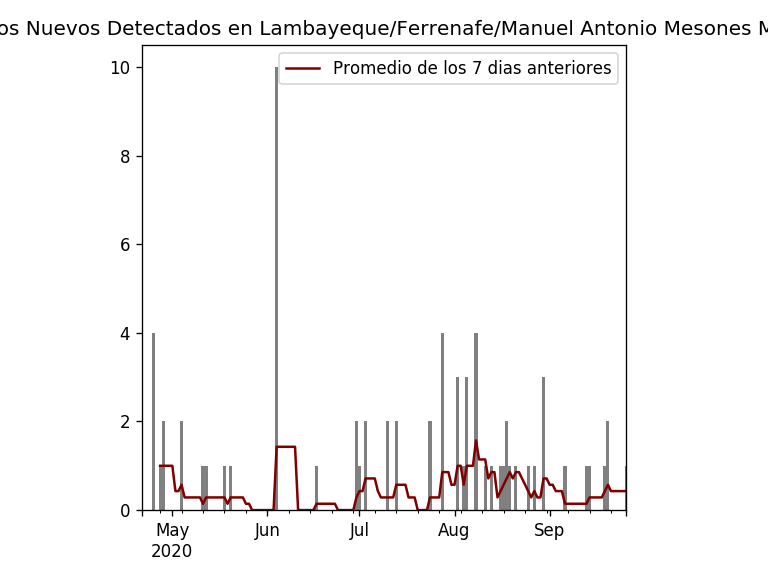 os Nuevos Detectados en Lambayeque/Ferrenafe/Manuel Antonio Mesones M
Promedio de los 7 dias anteriores
10
8
6
4
2
0
May Jun Jul Aug Sep
2020